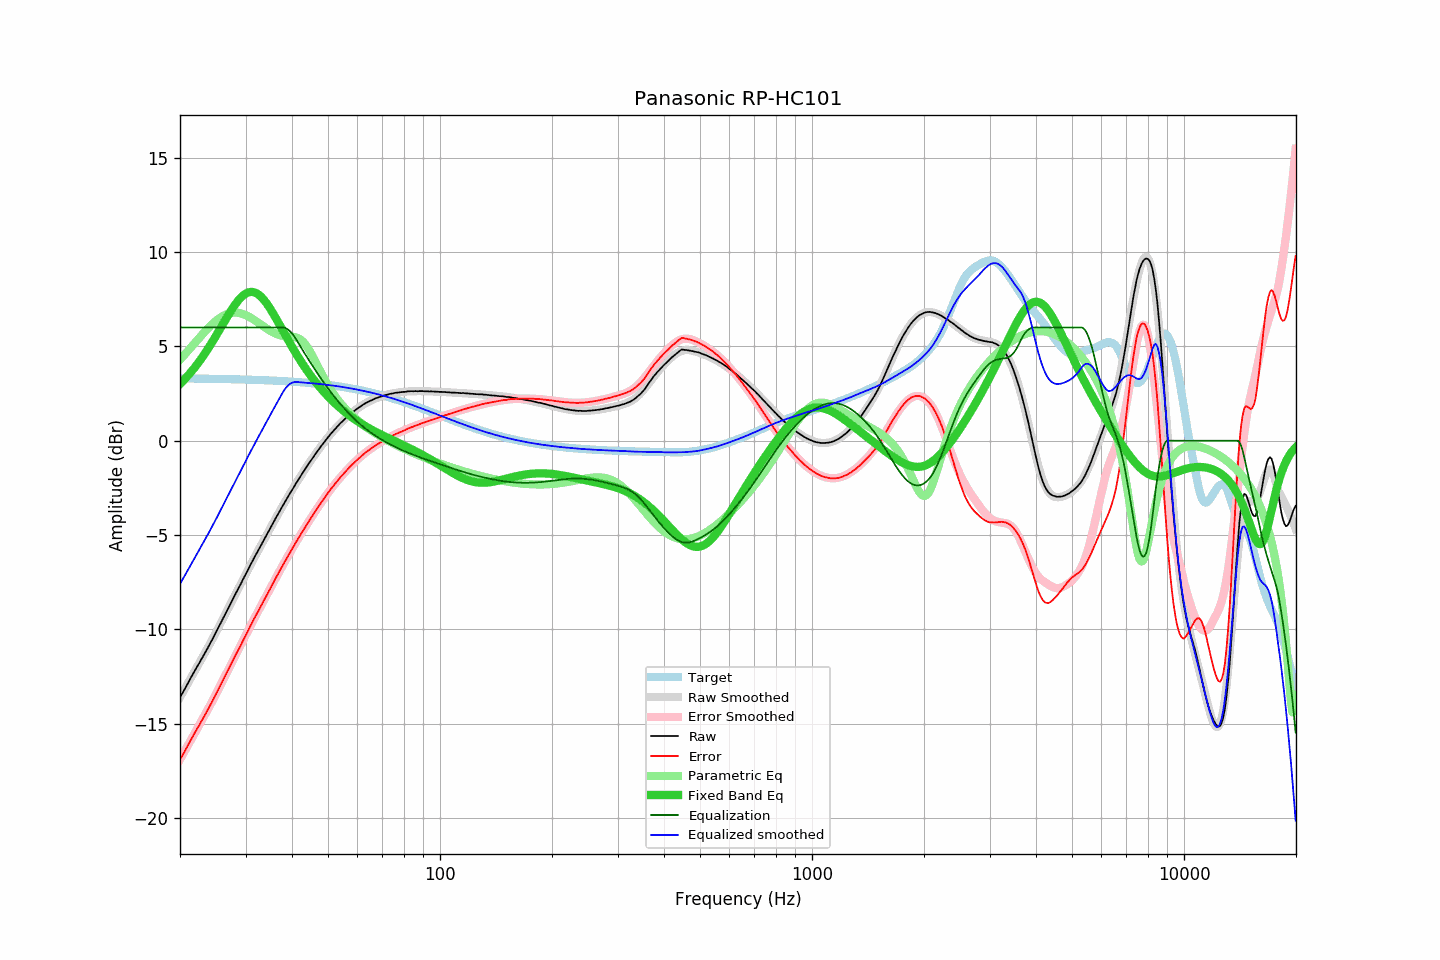 Panasonic RP-HC101
Amplitude (dBr)
15
10
5
0
−5
−10
−15
−20
Target
Raw Smoothed
Error Smoothed
Raw
Error
Parametric Eq
Fixed Band Eq
Equalization
Equalized smoothed
100
1000
10000
Frequency (Hz)